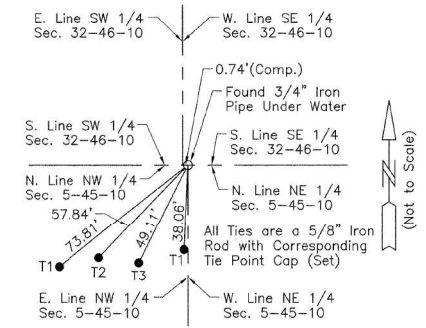 E. Line SW 1/4
Sec. 32-46-10
W. Line SE 1/4
Sec. 32-46-10
0.74'(Comp.)
Found 3/4" Iron
Pipe Under Water
S. Line SW 1/4
Sec. 32-46-10
S. Line SE 1/4
Sec. 32-46-10
N. Line NW 1/4
Sec. 5-45-10
N. Line NE 1/4
Sec. 5-45-10
57.84'
73.81'
49.11'
38.06'
All Ties are a 5/8" Iron
Rod with Corresponding
Tie Point Cap (Set)
T1
T2
T3
T1
E. Line NW 1/4
Sec. 5-45-10
W. Line NE 1/4
Sec. 5-45-10
N
(Not to Scale)